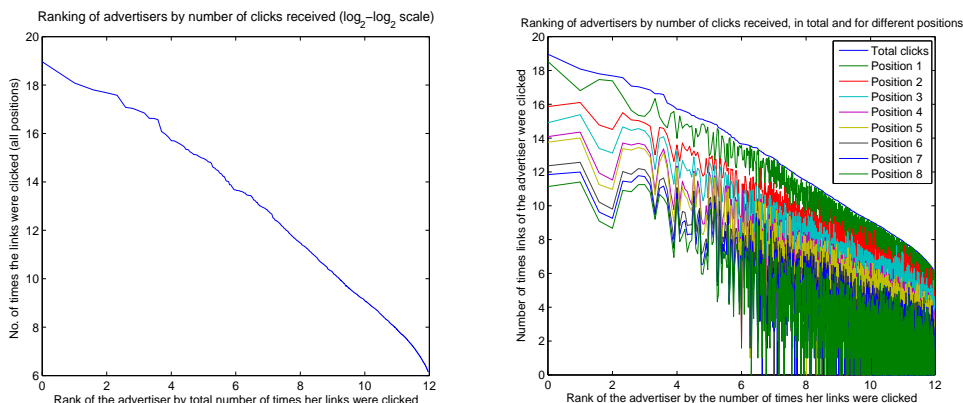 Ranking of advertisers by number of clicks received (log2−log2 scale)
20
18
16
14
12
10
8
6
0
2
4
6
8
10
12
No. of times the links were clicked (all positions)
Rank of the advertiser by total number of times her links were clicked
Ranking of advertisers by number of clicks received, in total and for different positions
20
18
16
14
12
10
8
6
4
2
0
0
2
4
6
8
10
12
Number of times links of the advertiser were clicked
Rank of the advertiser by the number of times her links were clicked
Total clicks
Position 1
Position 2
Position 3
Position 4
Position 5
Position 6
Position 7
Position 8